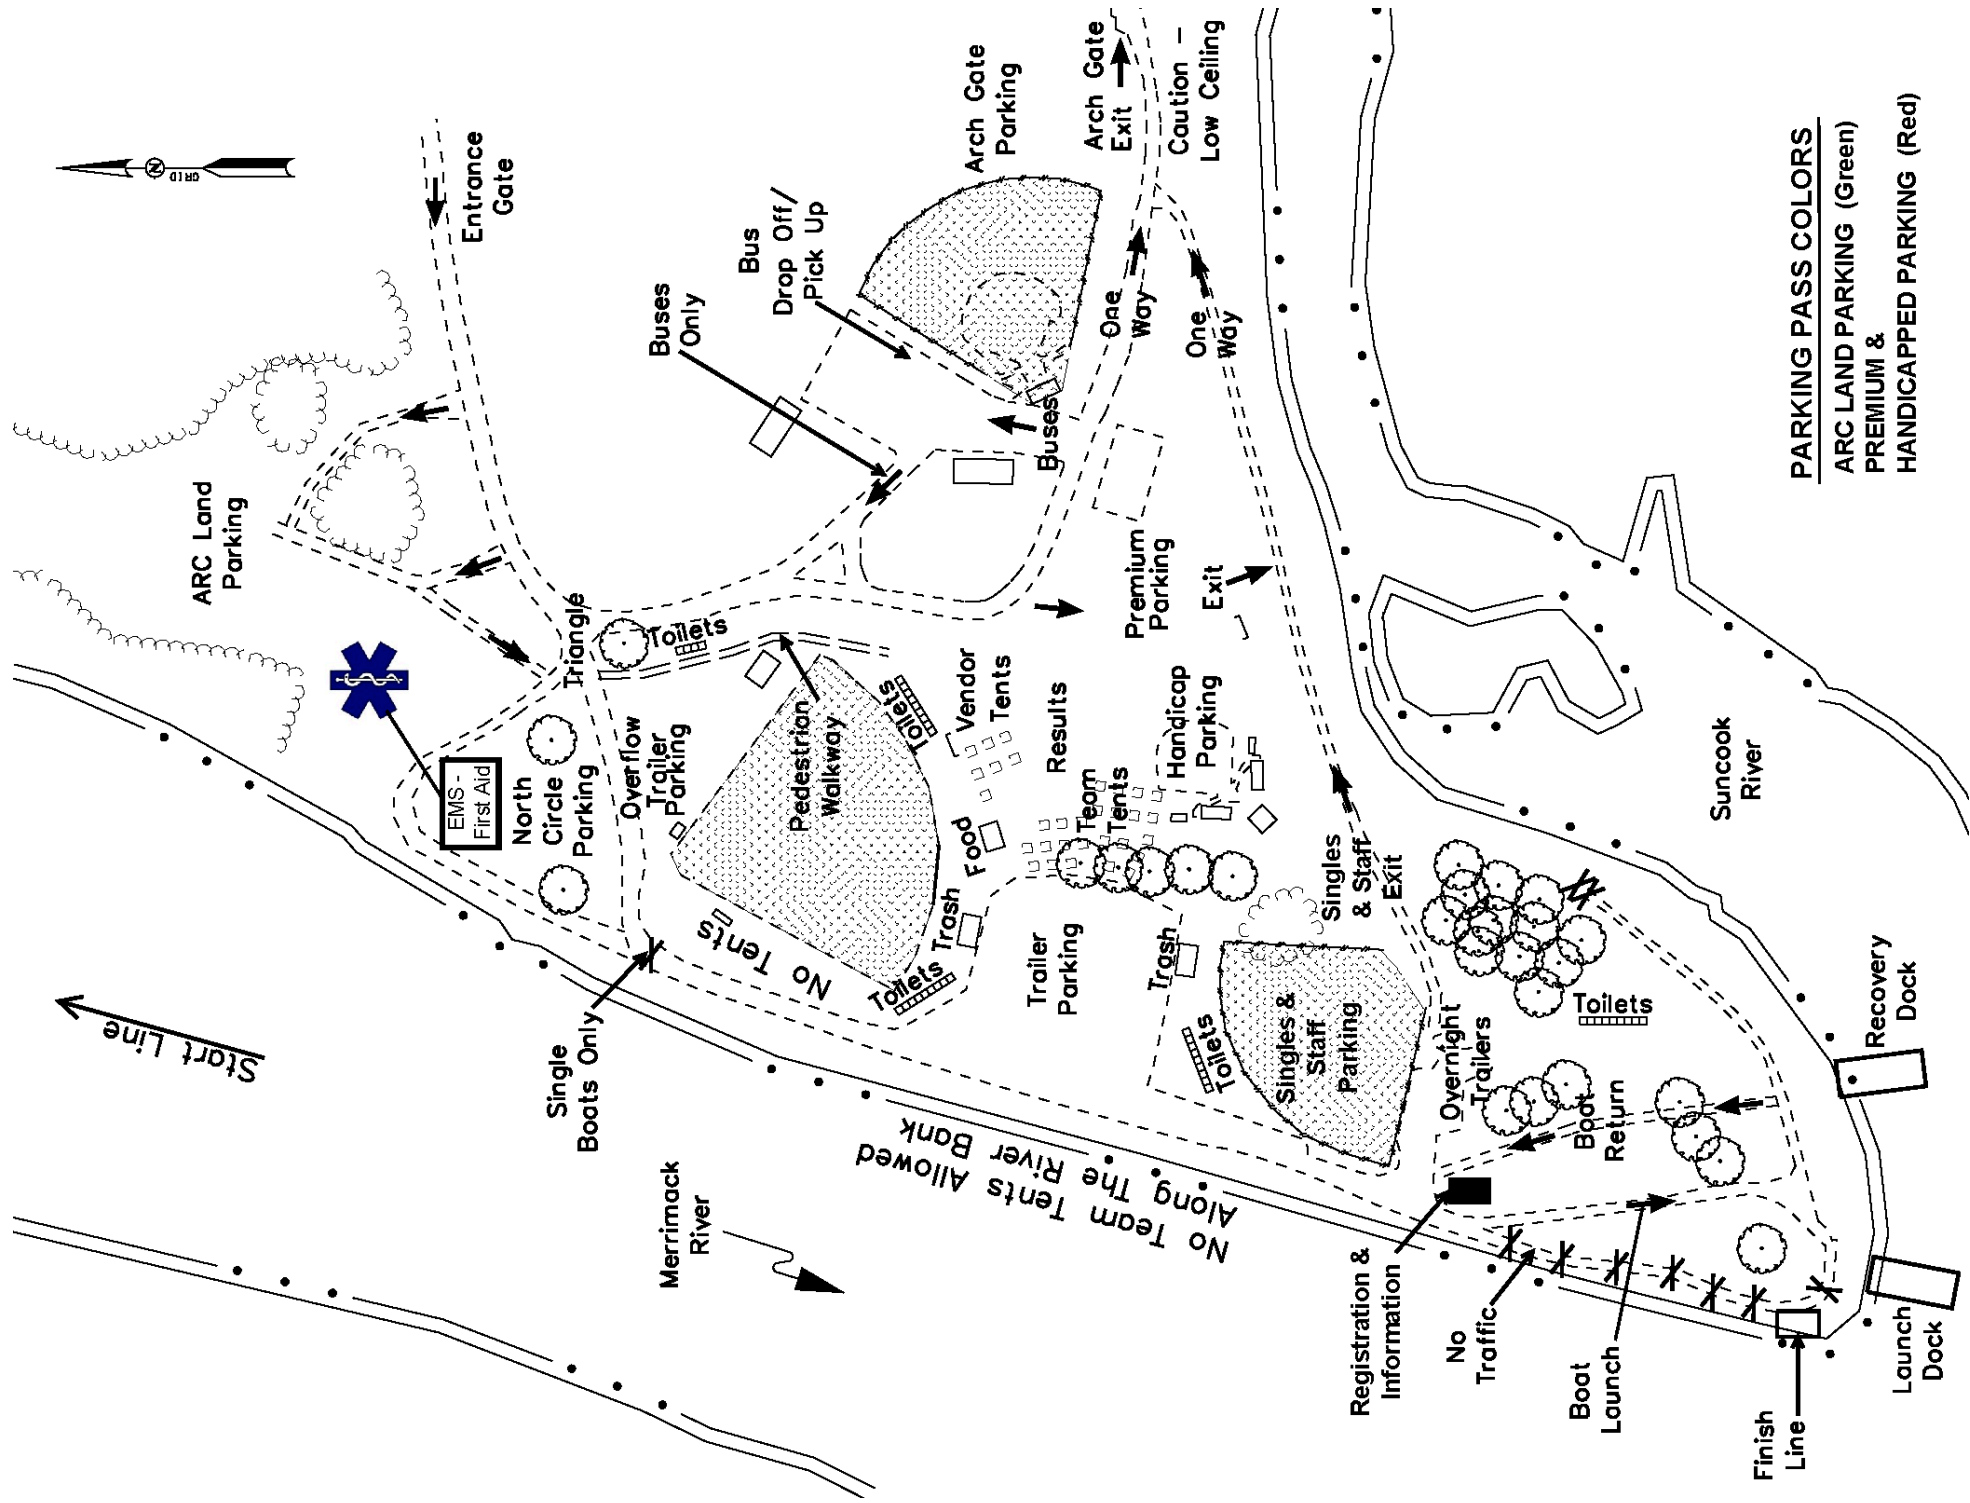 N
GRID
Entrance
Gate
ARC Land
Parking
Start Line
EMS -
First Aid
North
Circle
Parking
Triangle
Toilets
Overflow
Trailer
Parking
Single
Boats Only
No Tents
Pedestrian
Walkway
Buses
Only
Bus
Drop Off/
Pick Up
Arch Gate
Parking
Arch Gate
Exit
Caution -
Low Ceiling
One
Way
One
Way
Buses
Premium
Parking
Exit
Toilets
Vendor
Tents
Results
Handicap
Parking
Team
Tents
Food
Trash
Toilets
Trailer
Parking
Trash
Toilets
Singles &
Staff
Parking
Singles
& Staff
Exit
Overnight
Trailers
Toilets
Boat
Return
No Team Tents Allowed
Along The River Bank
Merrimack
River
Suncook
River
Registration &
Information
No
Traffic
Boat
Launch
Finish
Line
Launch
Dock
Recovery
Dock
PARKING PASS COLORS
ARC LAND PARKING (Green)
PREMIUM &
HANDICAPPED PARKING (Red)